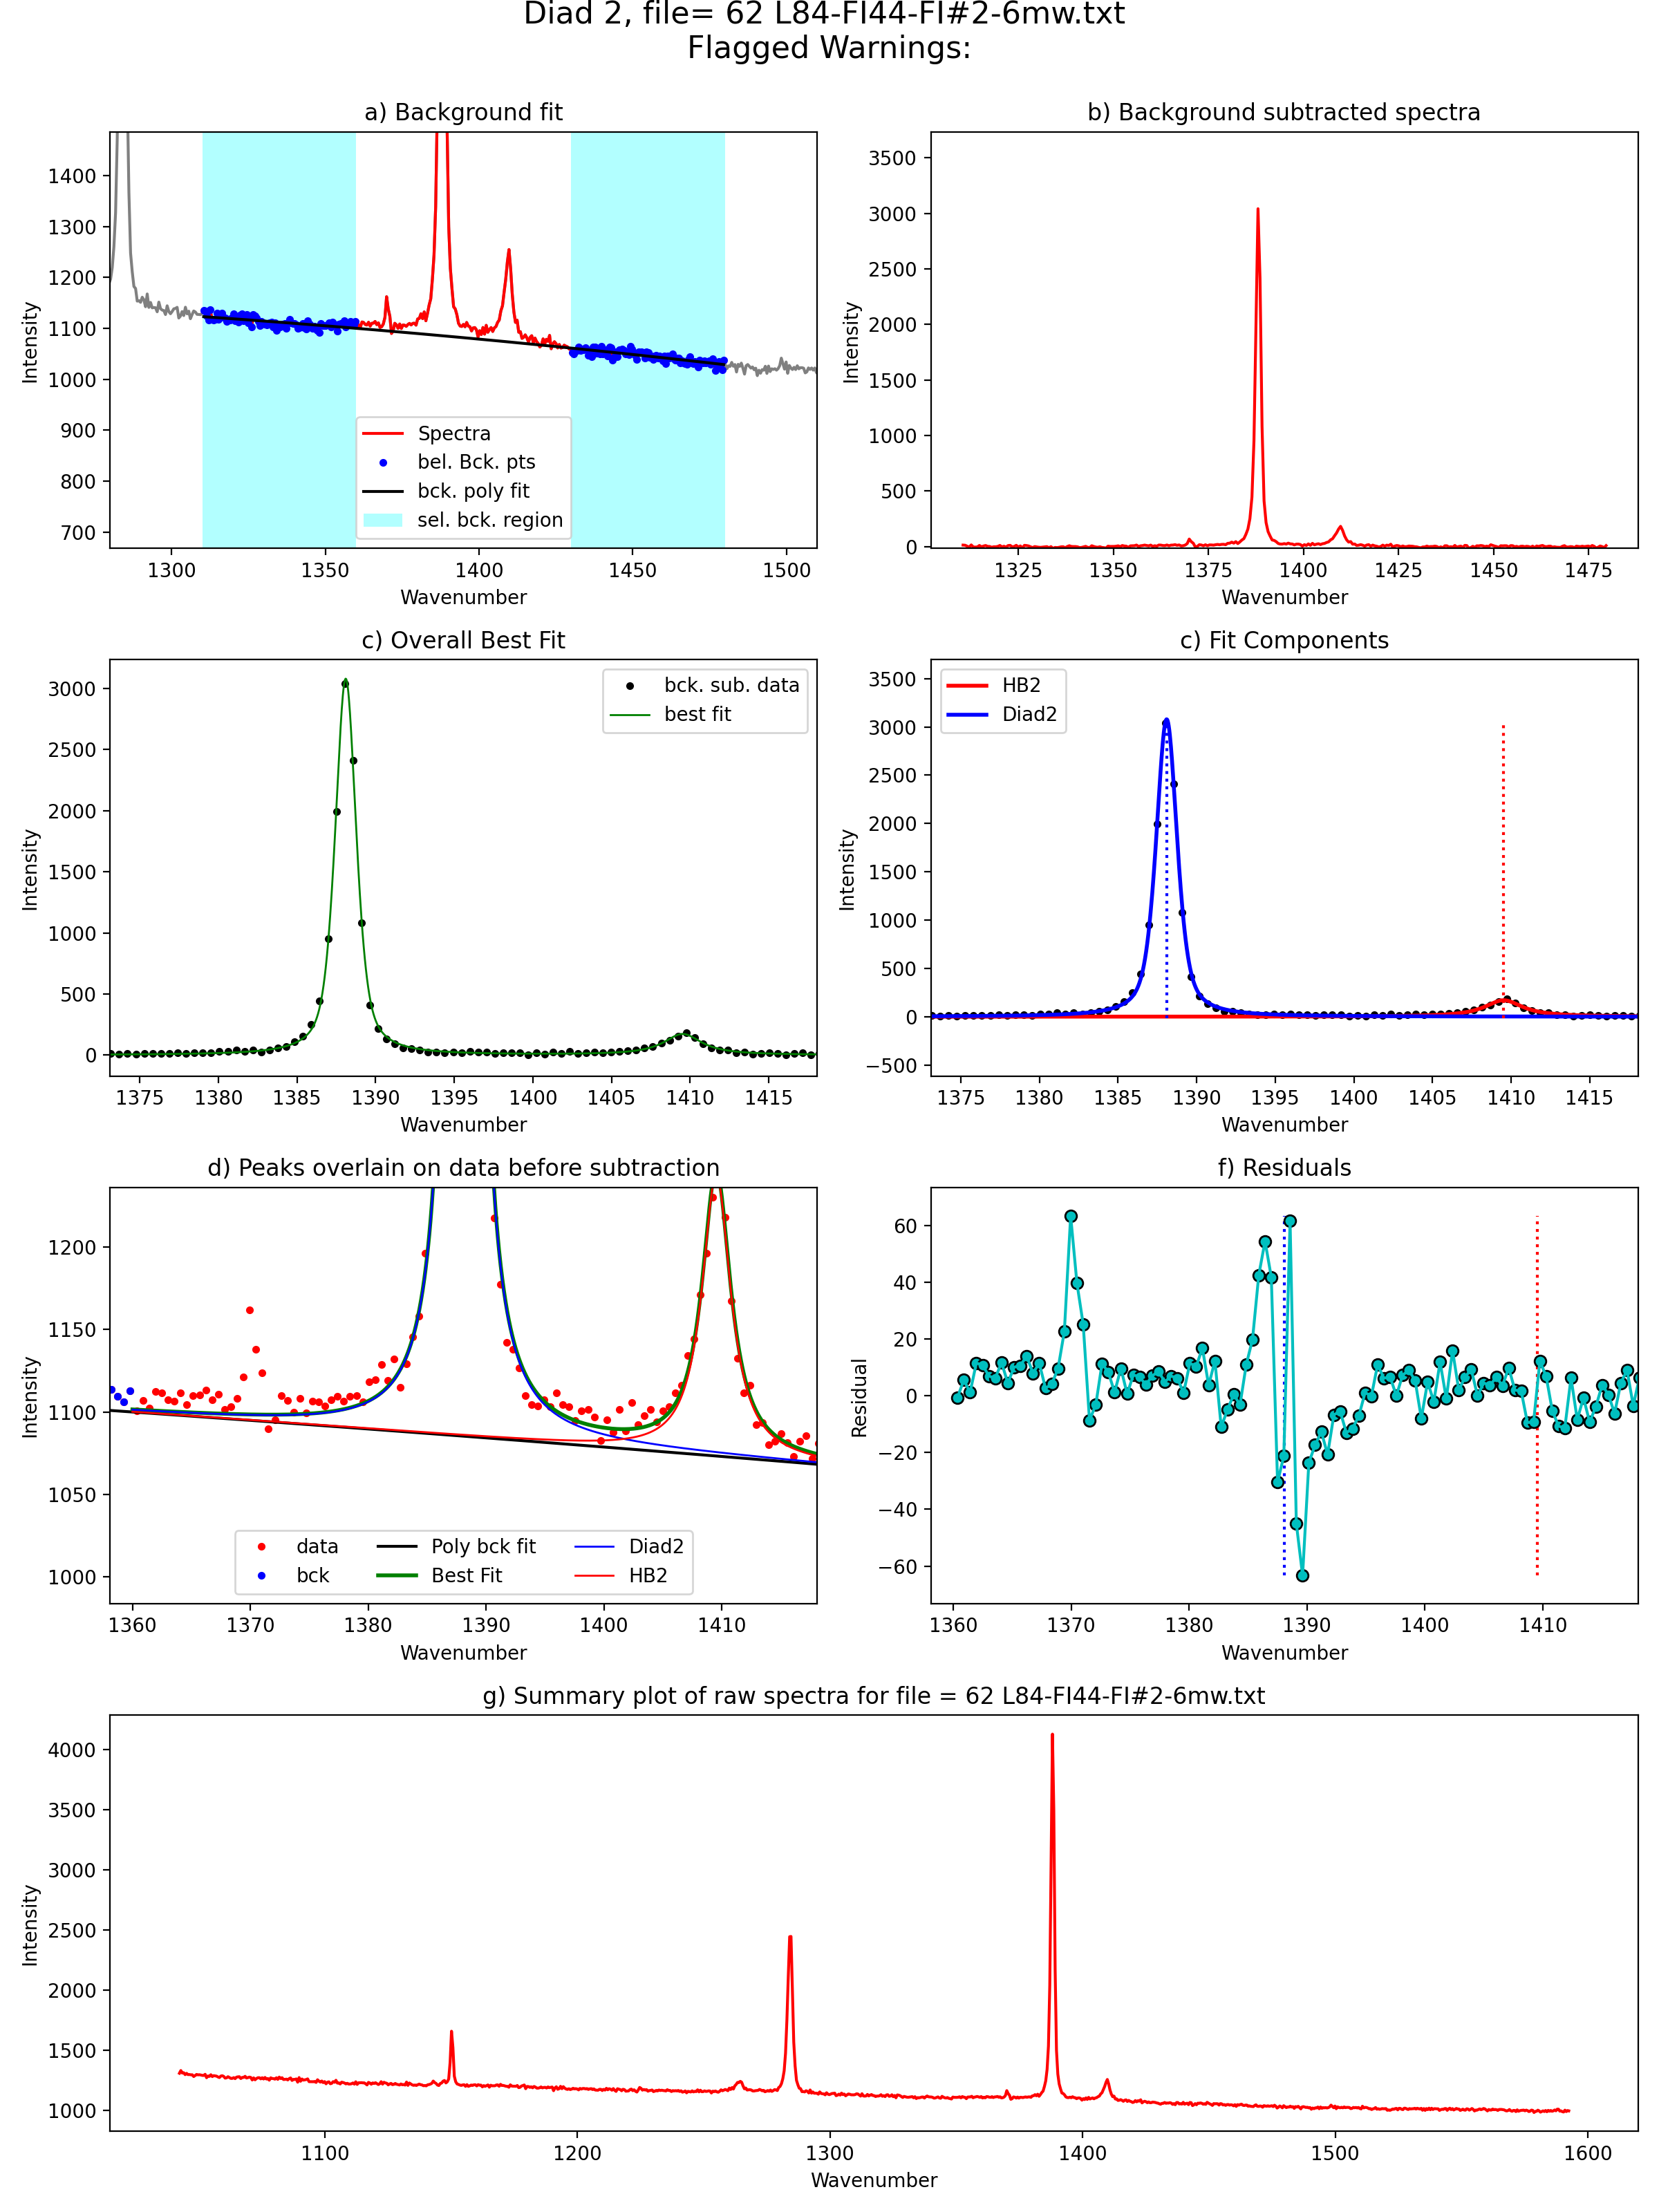 Diad 2, file= 62 L84-FI44-FI#2-6mw.txt
Flagged Warnings:
a) Background fit
Intensity
1400
1300
1200
1100
1000
900
800
700
Spectra
bel. Bck. pts
bck. poly fit
sel. bck. region
1300 1350 1400 1450 1500
Wavenumber
b) Background subtracted spectra
Intensity
3500
3000
2500
2000
1500
1000
500
0
1325 1350 1375 1400 1425 1450 1475
Wavenumber
c) Overall Best Fit
Intensity
3000
2500
2000
1500
1000
500
0
bck. sub. data
best fit
1375 1380 1385 1390 1395 1400 1405 1410 1415
Wavenumber
c) Fit Components
Intensity
3500
3000
2500
2000
1500
1000
500
0
−500
HB2
Diad2
1375 1380 1385 1390 1395 1400 1405 1410 1415
Wavenumber
d) Peaks overlain on data before subtraction
Intensity
1200
1150
1100
1050
1000
data
bck
Poly bck fit
Best Fit
Diad2
HB2
1360 1370 1380 1390 1400 1410
Wavenumber
f) Residuals
Residual
60
40
20
0
−20
−40
−60
1360 1370 1380 1390 1400 1410
Wavenumber
g) Summary plot of raw spectra for file = 62 L84-FI44-FI#2-6mw.txt
Intensity
4000
3500
3000
2500
2000
1500
1000
1100 1200 1300 1400 1500 1600
Wavenumber